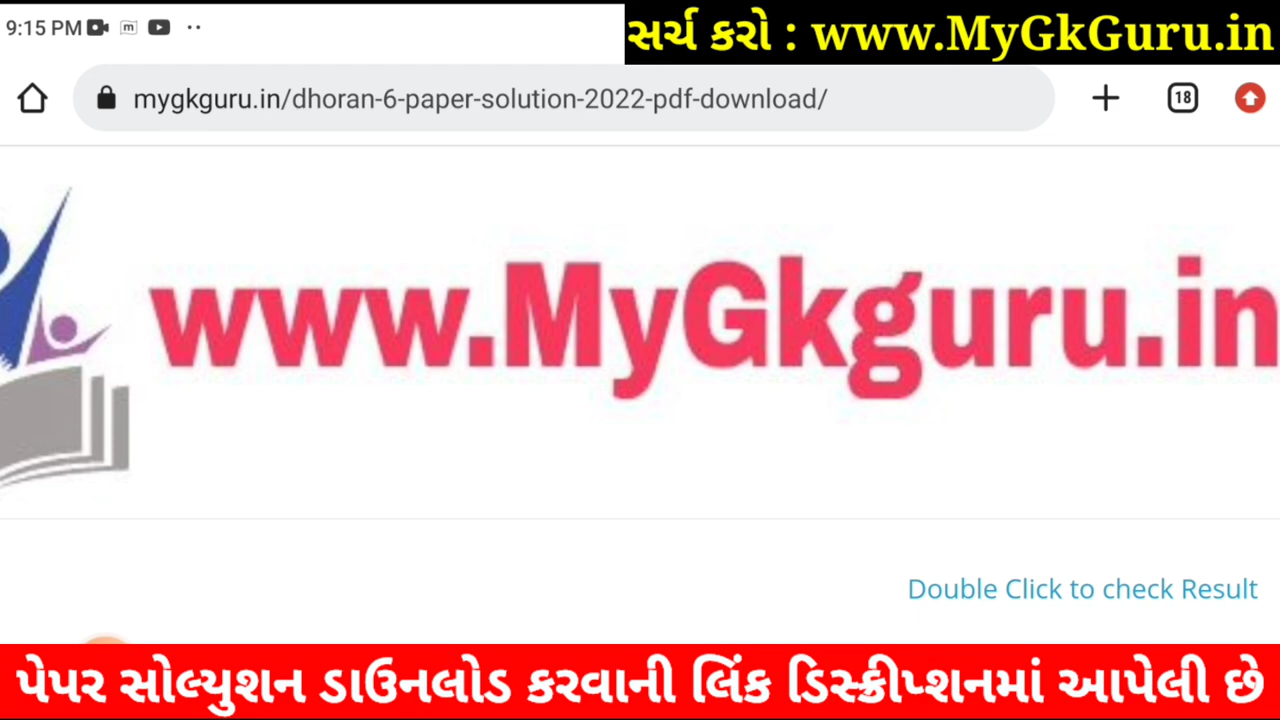 9:15 PM
સર્ચ કરો : www.MyGkGuru.in
mygkguru.in/dhoran-6-paper-solution-2022-pdf-download/
18
www.MyGkguru.in
Double Click to check Result
પેપર સોલ્યુશન ડાઉનલોડ કરવાની લિંક ડિસ્ક્રીપ્શનમાં આપેલી છે